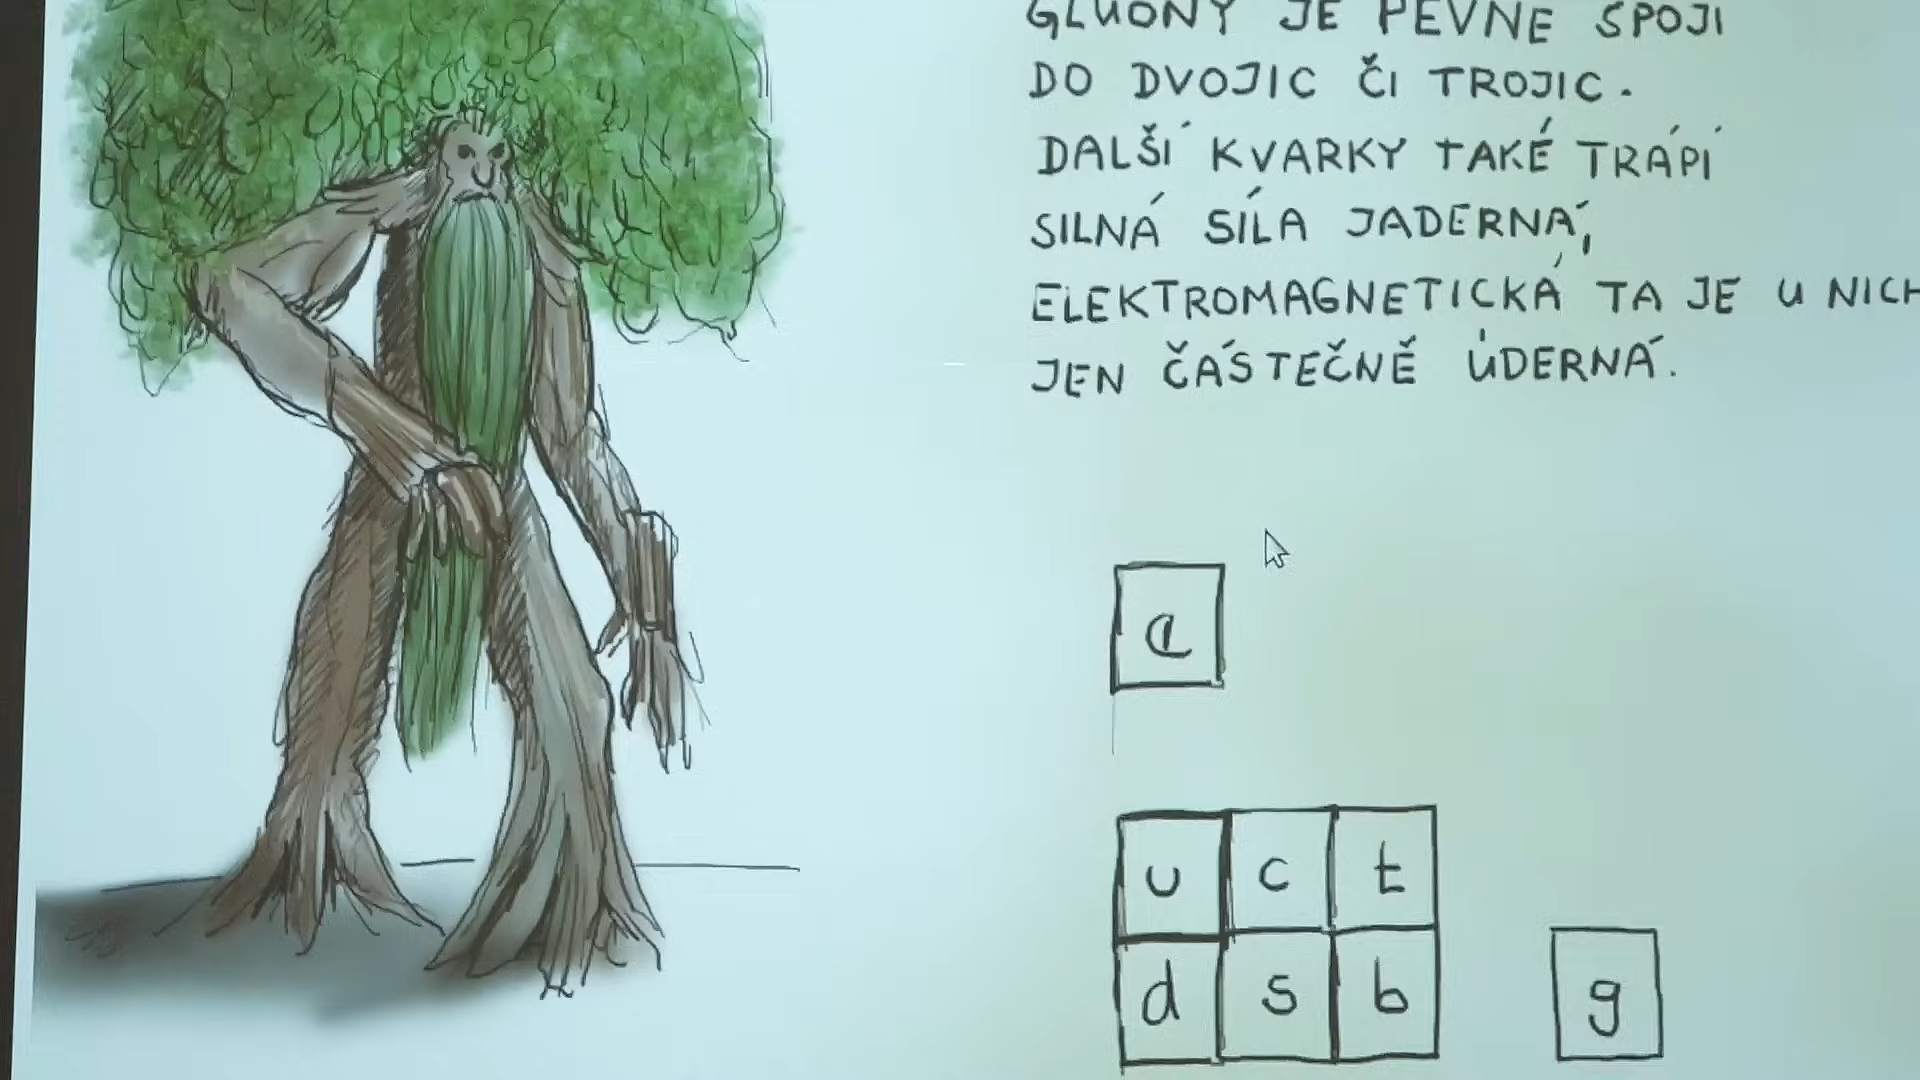 GLUONY JE PEVNĚ SPOJÍ
DO DVOJIC ČI TROJIC.
DALŠÍ KVARKY TAKÉ TRÁPÍ
SILNÁ SÍLA JADERNÁ,
ELEKTROMAGNETICKÁ TA JE U NICH
JEN ČÁSTEČNĚ ÚDERNÁ.
e
u c t
d s b
g